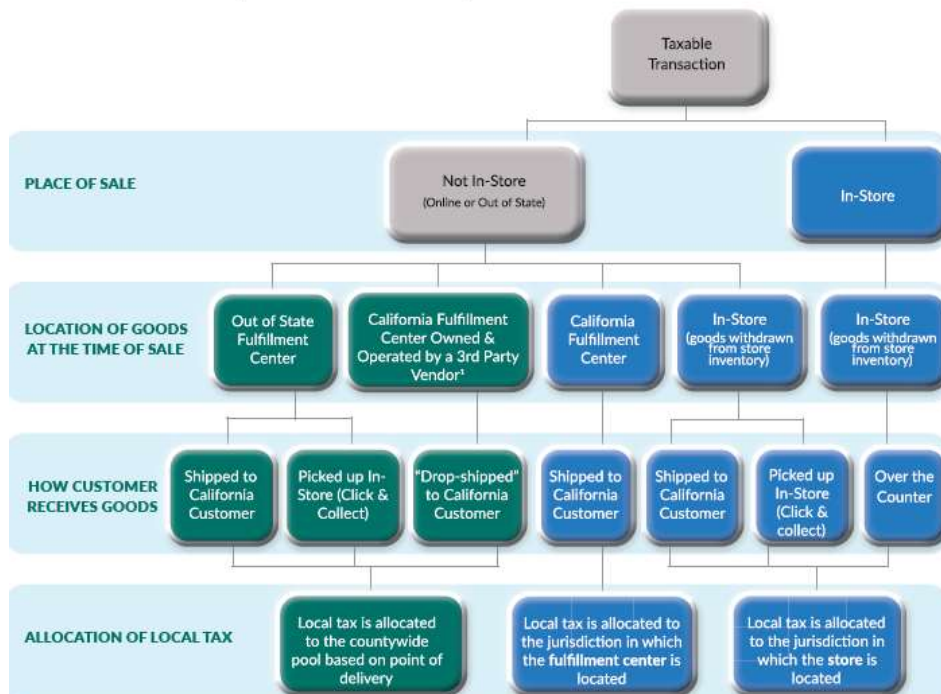 Taxable
Transaction
PLACE OF SALE
Not In-Store
(Online or Out of State)
In-Store
LOCATION OF GOODS
AT THE TIME OF SALE
Out of State
Fulfillment
Center
California Fulfillment
Center Owned &
Operated by a 3rd Party
Vendor¹
California
Fulfillment
Center
In-Store
(goods withdrawn
from store
inventory)
In-Store
(goods withdrawn
from store
inventory)
HOW CUSTOMER
RECEIVES GOODS
Shipped to
California
Customer
Picked up In-
Store (Click &
Collect)
"Drop-shipped"
to California
Customer
Shipped to
California
Customer
Shipped to
California
Customer
Picked up
In-Store
(Click &
collect)
Over the
Counter
ALLOCATION OF LOCAL TAX
Local tax is allocated
to the countywide
pool based on point of
delivery
Local tax is allocated to
the jurisdiction in which
the fulfillment center is
located
Local tax is allocated
to the jurisdiction in
which the store is
located